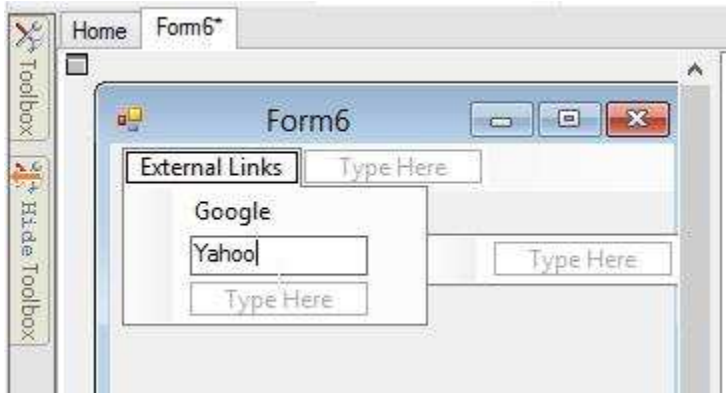 Home Form6*
Toolbox
Hide Toolbox
Form6
External Links Type Here
Google
Yahoo
Type Here
Type Here